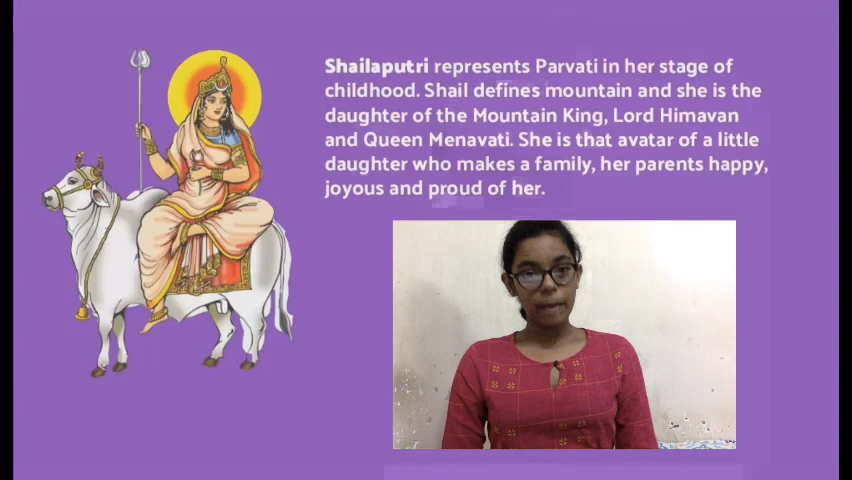 Shailaputri represents Parvati in her stage of
childhood. Shail defines mountain and she is the
daughter of the Mountain King, Lord Himavan
and Queen Menavati. She is that avatar of a little
daughter who makes a family, her parents happy,
joyous and proud of her.